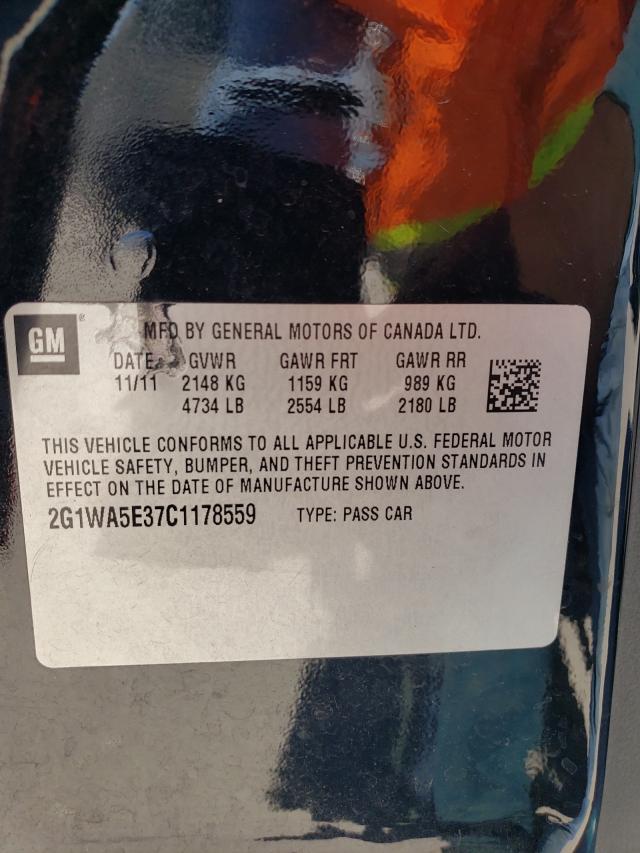 GM ® MFD BY GENERAL MOTORS OF CANADA LTD.
DATE GVWR GAWR FRT GAWR RR
11/11 2148 KG 1159 KG 989 KG
4734 LB 2554 LB 2180 LB
THIS VEHICLE CONFORMS TO ALL APPLICABLE U.S. FEDERAL MOTOR
VEHICLE SAFETY, BUMPER, AND THEFT PREVENTION STANDARDS IN
EFFECT ON THE DATE OF MANUFACTURE SHOWN ABOVE.
2G1WA5E37C1178559 TYPE: PASS CAR